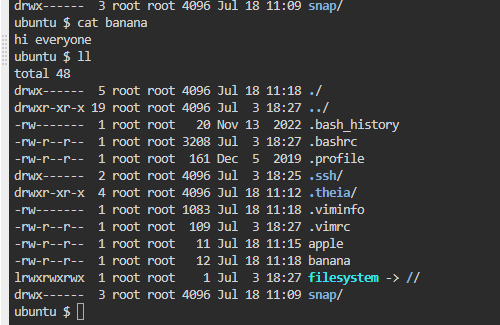 drwx------  3 root root 4096 Jul 18 11:09 snap/
ubuntu $ cat banana
hi everyone
ubuntu $ ll
total 48
drwx------  5 root root 4096 Jul 18 11:18 ./
drwxr-xr-x 19 root root 4096 Jul  3 18:27 ../
-rw-------  1 root root   20 Nov 13  2022 .bash_history
-rw-r--r--  1 root root 3208 Jul  3 18:27 .bashrc
-rw-r--r--  1 root root  161 Dec  5  2019 .profile
drwx------  2 root root 4096 Jul  3 18:25 .ssh/
drwxr-xr-x  4 root root 4096 Jul 18 11:12 .theia/
-rw-------  1 root root 1083 Jul 18 11:18 .viminfo
-rw-r--r--  1 root root  109 Jul  3 18:27 .vimrc
-rw-r--r--  1 root root   11 Jul 18 11:15 apple
-rw-r--r--  1 root root   12 Jul 18 11:18 banana
lrwxrwxrwx  1 root root    1 Jul  3 18:27 filesystem -> //
drwx------  3 root root 4096 Jul 18 11:09 snap/
ubuntu $